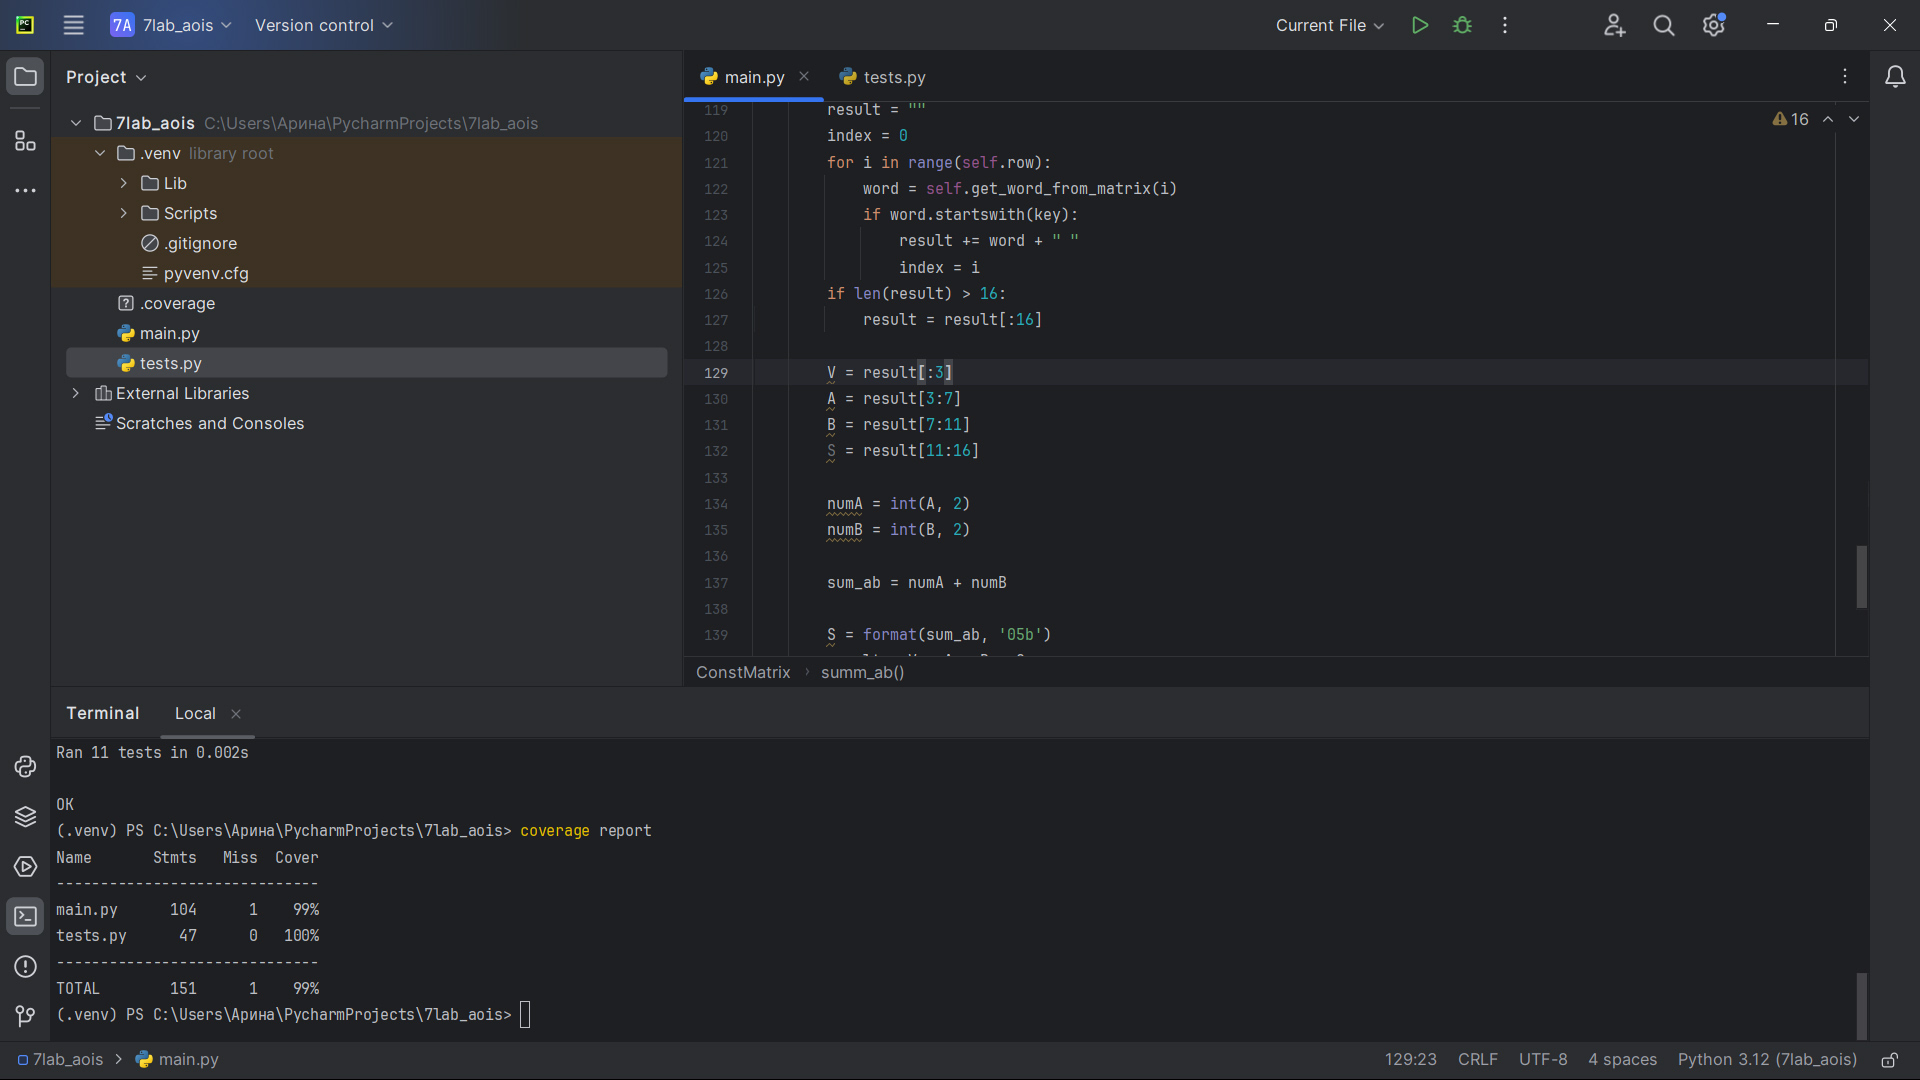 PC
7A 7lab_aois Version control Current File
Project
7lab_aois C:\Users\Арина\PycharmProjects\7lab_aois
.venv library root
Lib
Scripts
.gitignore
pyvenv.cfg
.coverage
main.py
tests.py
External Libraries
Scratches and Consoles
main.py tests.py
16
119 result = ""
120 index = 0
121 for i in range(self.row):
122 word = self.get_word_from_matrix(i)
123 if word.startswith(key):
124 result += word + " "
125 index = i
126 if len(result) > 16:
127 result = result[:16]
128
129 V = result[:3]
130 A = result[3:7]
131 B = result[7:11]
132 S = result[11:16]
133
134 numA = int(A, 2)
135 numB = int(B, 2)
136
137 sum_ab = numA + numB
138
139 S = format(sum_ab, '05b')
ConstMatrix › summ_ab()
Terminal Local
Ran 11 tests in 0.002s
OK
(.venv) PS C:\Users\Арина\PycharmProjects\7lab_aois> coverage report
Name Stmts Miss Cover
------------------------------
main.py 104 1 99%
tests.py 47 0 100%
------------------------------
TOTAL 151 1 99%
(.venv) PS C:\Users\Арина\PycharmProjects\7lab_aois>
7lab_aois > main.py 129:23 CRLF UTF-8 4 spaces Python 3.12 (7lab_aois)